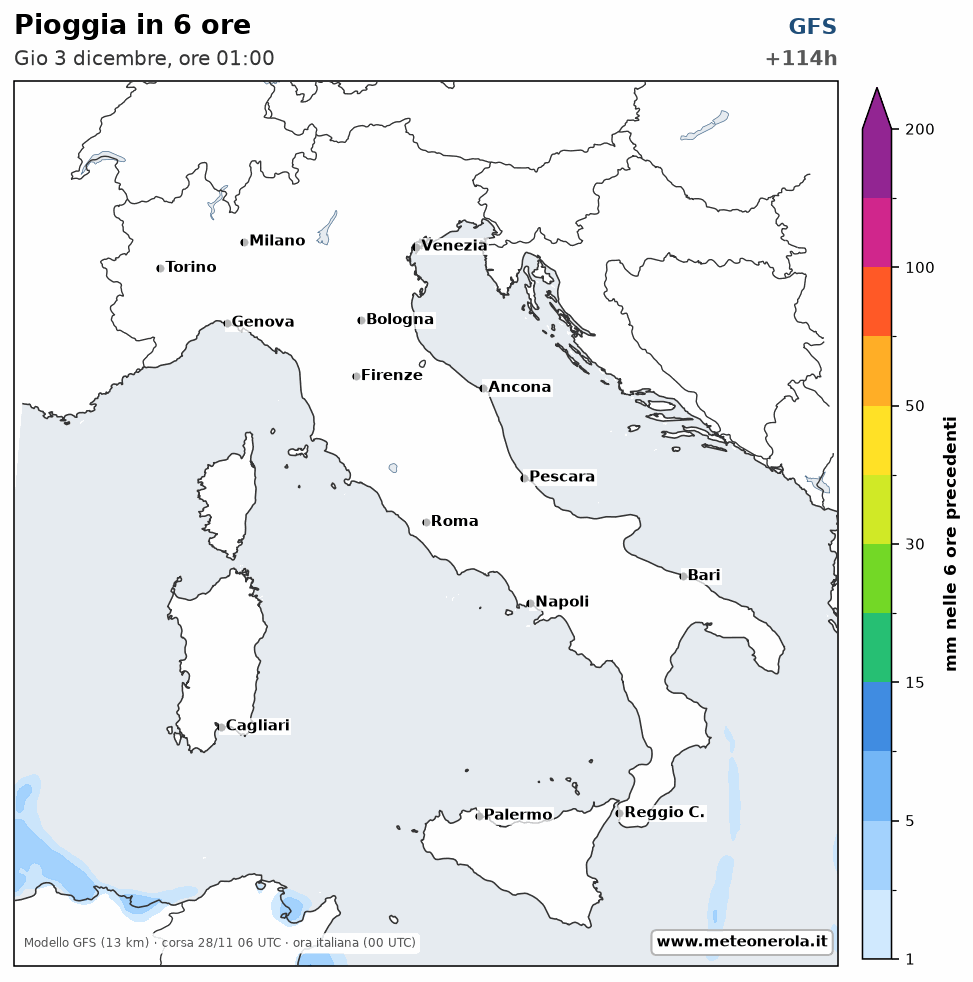 Pioggia in 6 ore
GFS
Gio 3 dicembre, ore 01:00
+114h
Milano
Venezia
Torino
Genova
Bologna
Firenze
Ancona
Pescara
Roma
Bari
Napoli
Cagliari
Palermo
Reggio C.
Modello GFS (13 km) · corsa 28/11 06 UTC · ora italiana (00 UTC)
www.meteonerola.it
200
100
50
30
15
5
1
mm nelle 6 ore precedenti